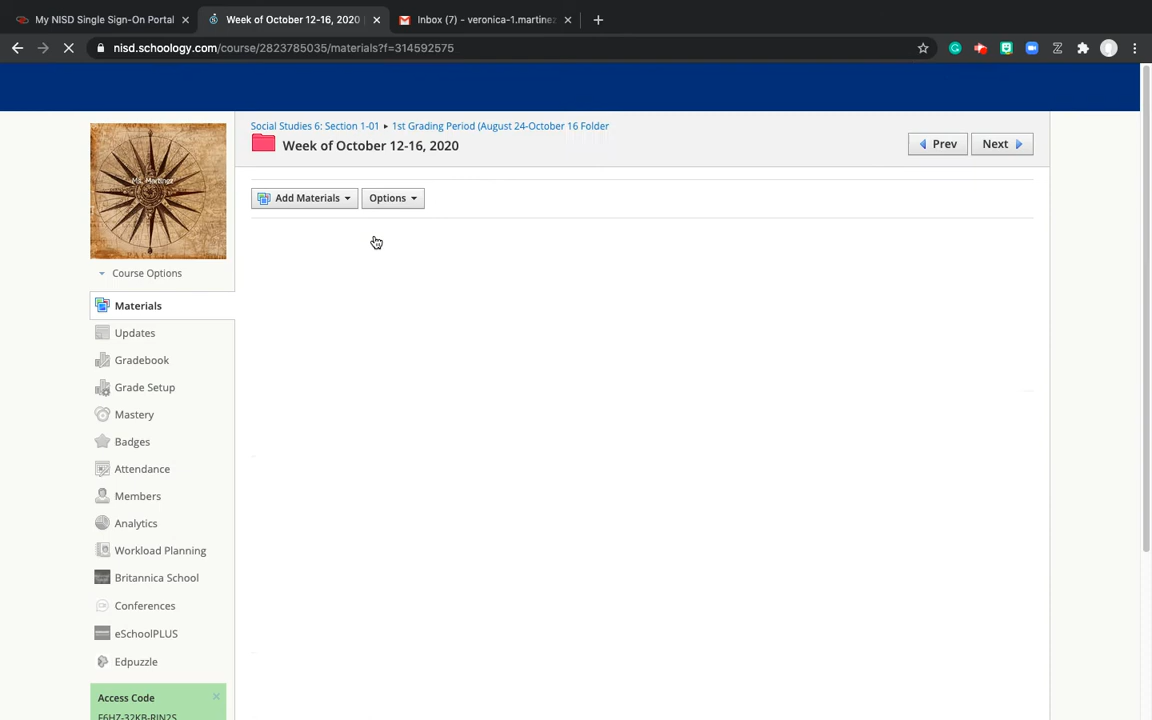 My NISD Single Sign-On Portal
Week of October 12-16, 2020
Inbox (7) - veronica-1.martinez
nisd.schoology.com/course/2823785035/materials?f=314592575
Social Studies 6: Section 1-01 ▸ 1st Grading Period (August 24-October 16 Folder
Week of October 12-16, 2020
Prev
Next
Ms. Martinez
Add Materials
Options
Course Options
Materials
Updates
Gradebook
Grade Setup
Mastery
Badges
Attendance
Members
Analytics
Workload Planning
Britannica School
Conferences
eSchoolPLUS
Edpuzzle
Access Code